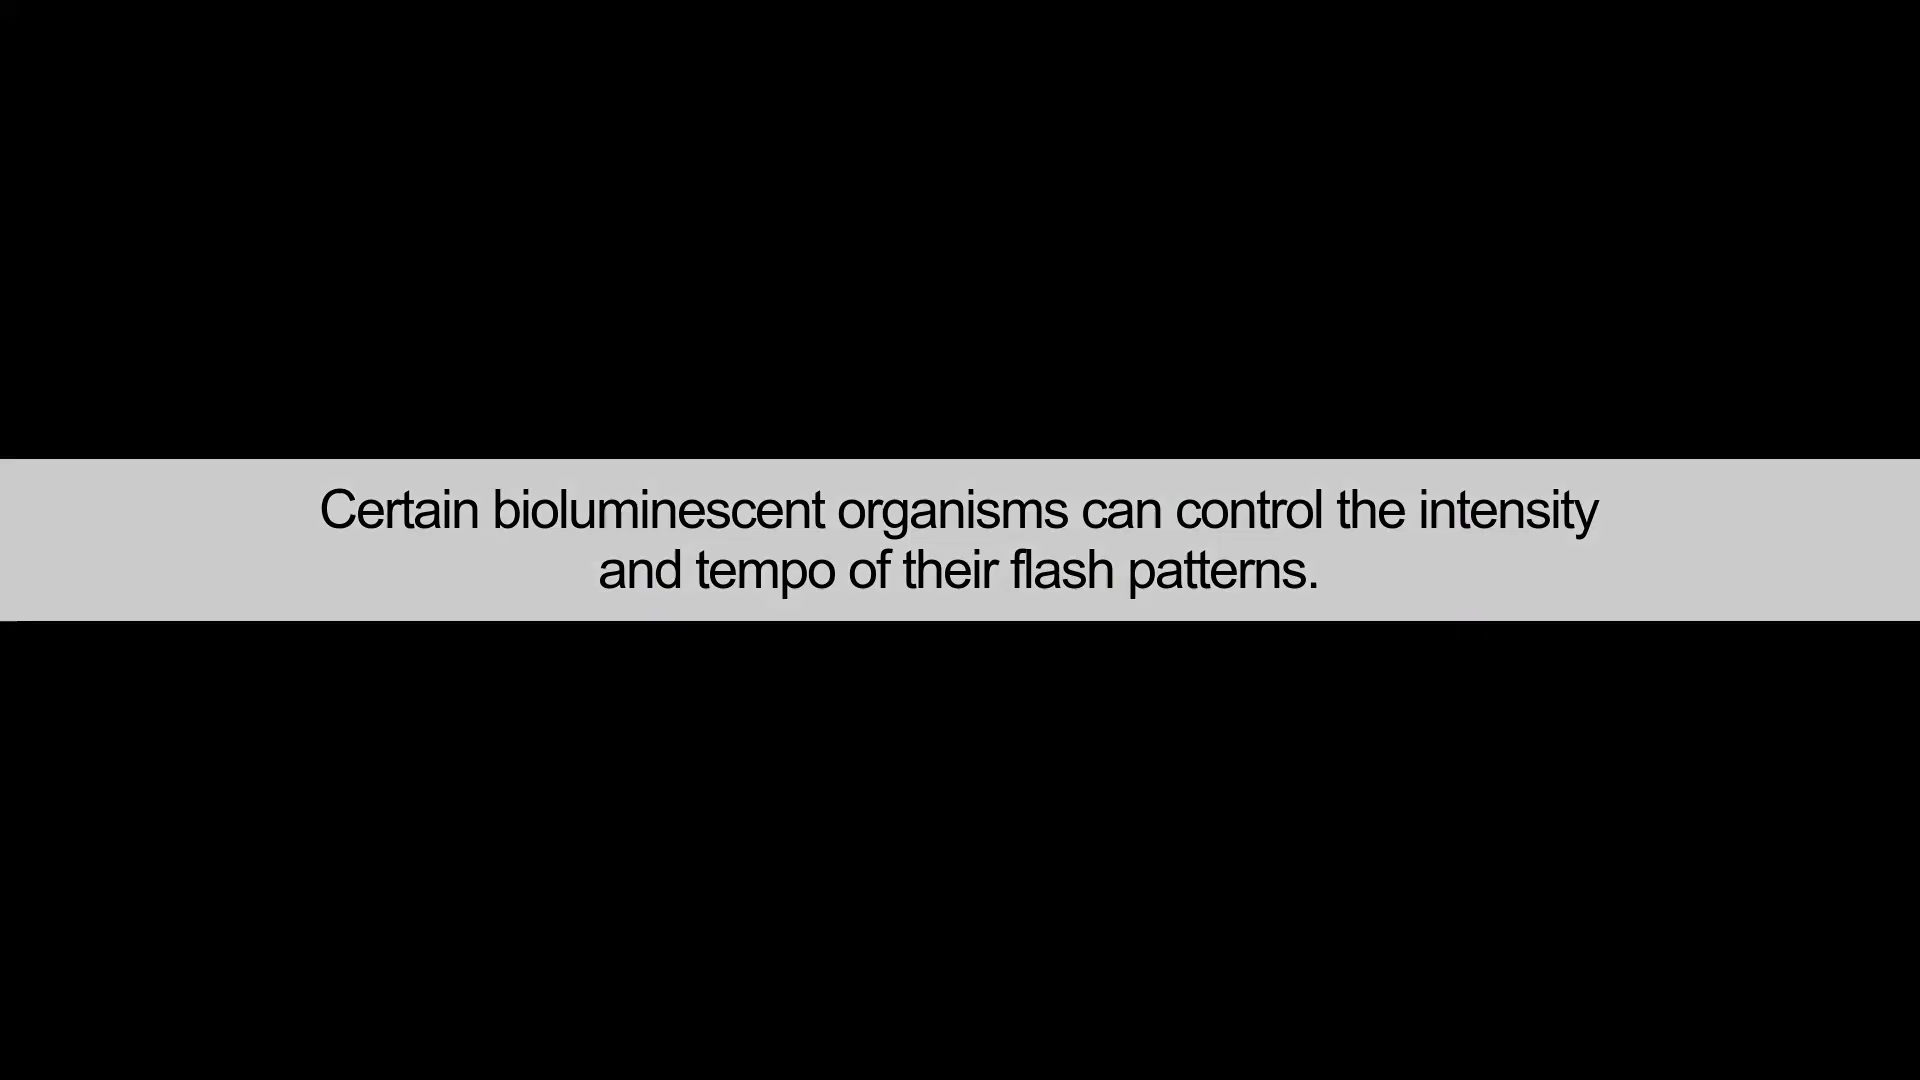 Certain bioluminescent organisms can control the intensity
and tempo of their flash patterns.